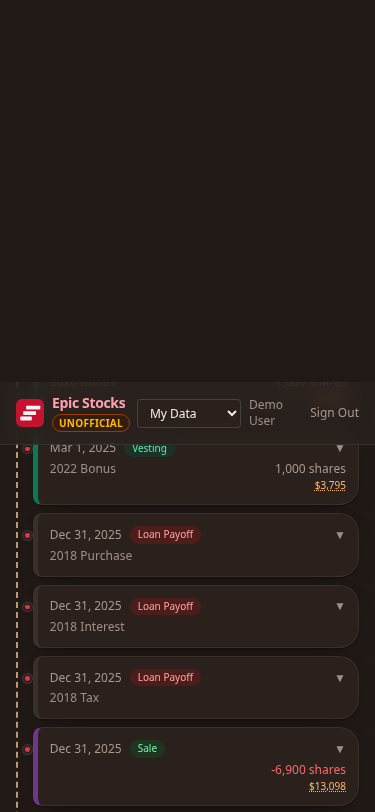 Epic Stocks
UNOFFICIAL
My Data
Demo User
Sign Out
Mar 1, 2025 Vesting ▼
2022 Bonus 1,000 shares
$3,795
Dec 31, 2025 Loan Payoff ▼
2018 Purchase
Dec 31, 2025 Loan Payoff ▼
2018 Interest
Dec 31, 2025 Loan Payoff ▼
2018 Tax
Dec 31, 2025 Sale ▼
-6,900 shares
$13,098